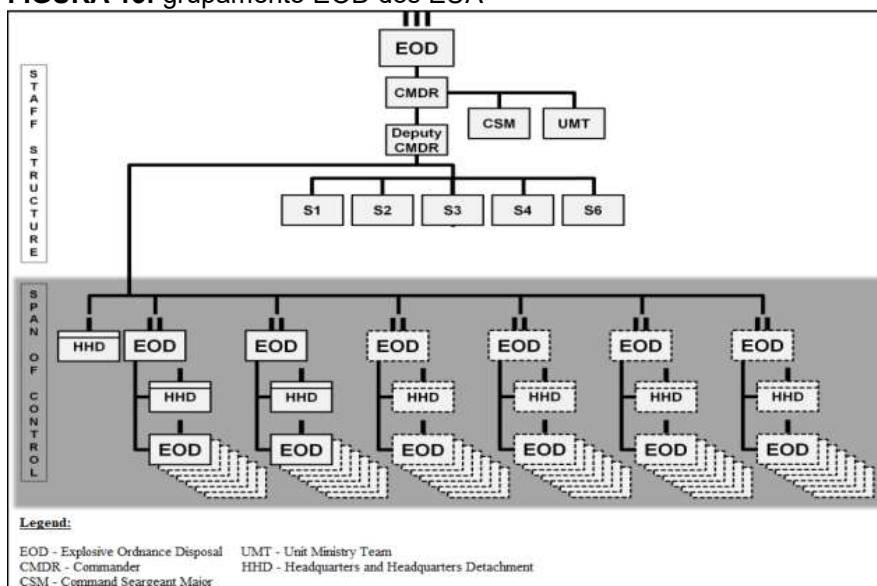 FIGURA 16: grupamento EOD dos EUA
EOD
STAFF STRUCTURE
CMDR
CSM UMT
Deputy
CMDR
S1 S2 S3 S4 S6
SPAN OF CONTROL
HHD EOD EOD EOD EOD EOD EOD
HHD HHD HHD HHD HHD HHD
EOD EOD EOD EOD EOD EOD
Legend:
EOD - Explosive Ordnance Disposal UMT - Unit Ministry Team
CMDR - Commander HHD - Headquarters and Headquarters Detachment
CSM - Command Seargeant Major